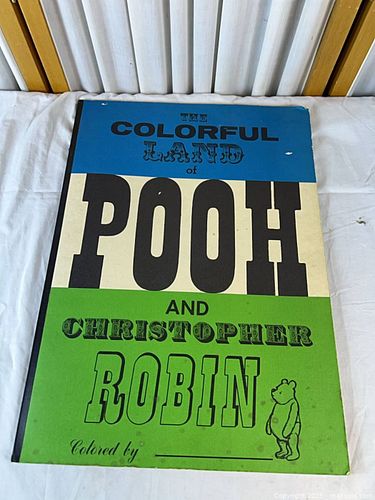 THE
COLORFUL
LAND
of
POOH
AND
CHRISTOPHER
ROBIN
Colored by